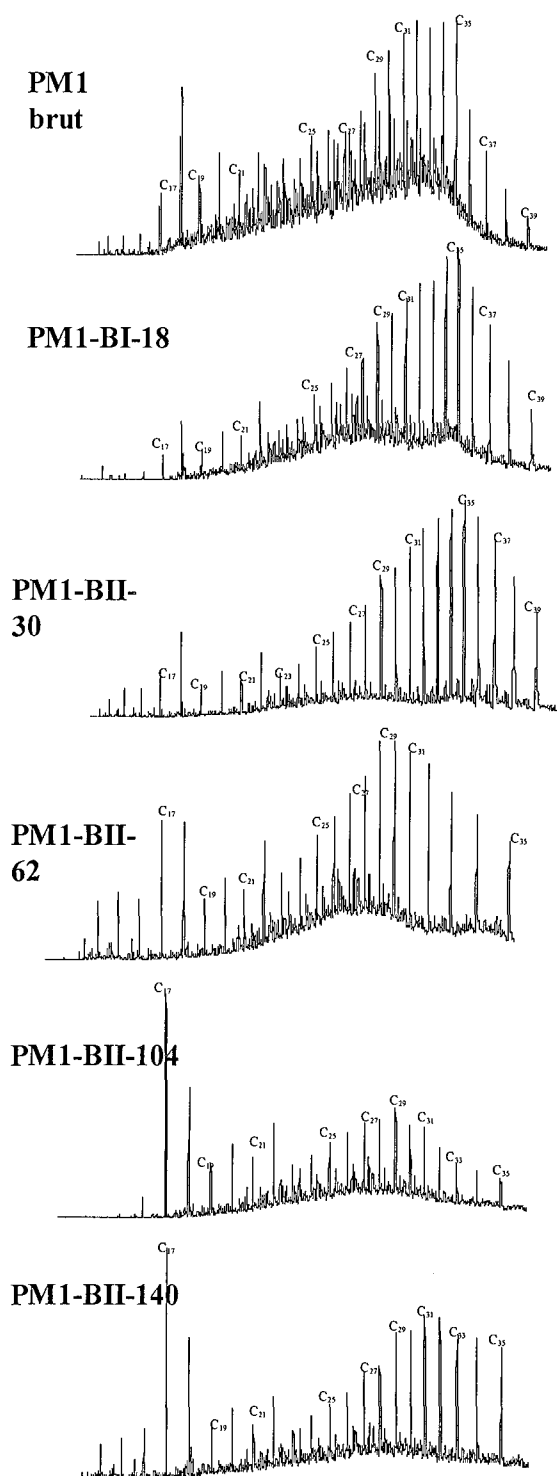 PM1
brut
C₁₇ C₁₉ C₂₁ C₂₅ C₂₇ C₂₉ C₃₁ C₃₅ C₃₇ C₃₉
PM1-BI-18
C₁₇ C₁₉ C₂₁ C₂₅ C₂₇ C₂₉ C₃₁ C₃₅ C₃₇ C₃₉
PM1-BII-
30
C₁₇ C₁₉ C₂₁ C₂₃ C₂₅ C₂₇ C₂₉ C₃₁ C₃₅ C₃₇ C₃₉
PM1-BII-
62
C₁₇ C₁₉ C₂₁ C₂₅ C₂₇ C₂₉ C₃₁ C₃₅
PM1-BII-104
C₁₇ C₂₁ C₂₅ C₂₇ C₂₉ C₃₁ C₃₃ C₃₅
PM1-BII-140
C₁₇ C₁₉ C₂₁ C₂₅ C₂₇ C₂₉ C₃₁ C₃₃ C₃₅